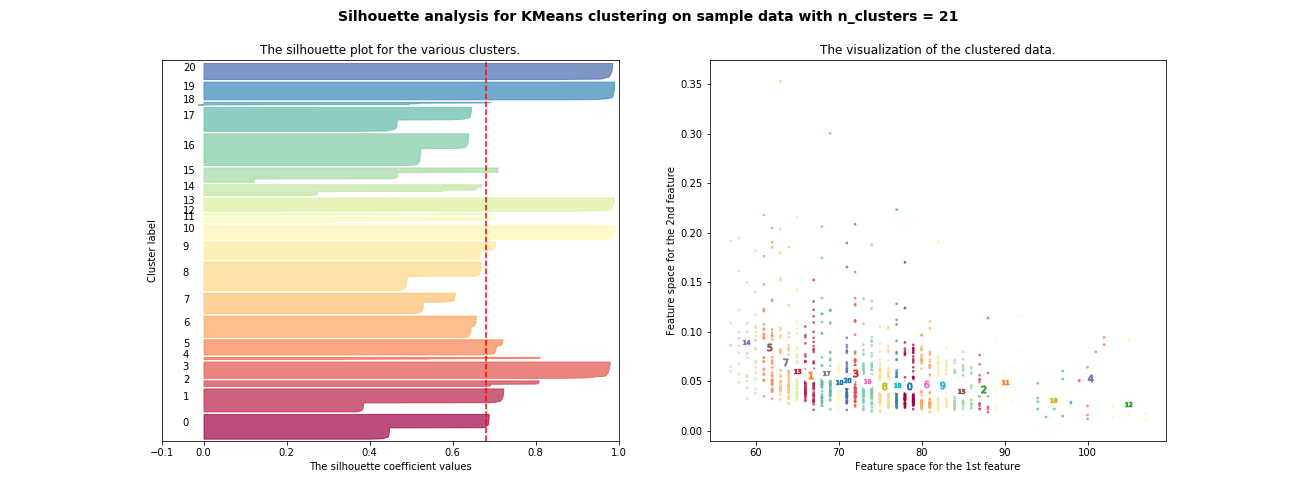 Silhouette analysis for KMeans clustering on sample data with n_clusters = 21
The silhouette plot for the various clusters.
Cluster label
20
19
18
17
16
15
14
13
12
11
10
9
8
7
6
5
4
3
2
1
0
-0.1 0.0 0.2 0.4 0.6 0.8 1.0
The silhouette coefficient values
The visualization of the clustered data.
Feature space for the 2nd feature
0.35
0.30
0.25
0.20
0.15
0.10
0.05
0.00
14 5 7 13 1 17 10 20 3 16 8 19 0 6 9 15 2 11 18 4 12
60 70 80 90 100
Feature space for the 1st feature